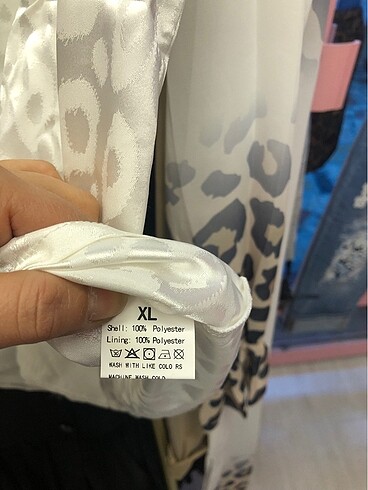 XL
Shell: 100% Polyester
Lining: 100% Polyester
WASH WITH LIKE COLO RS
MACHINE WASH COLD